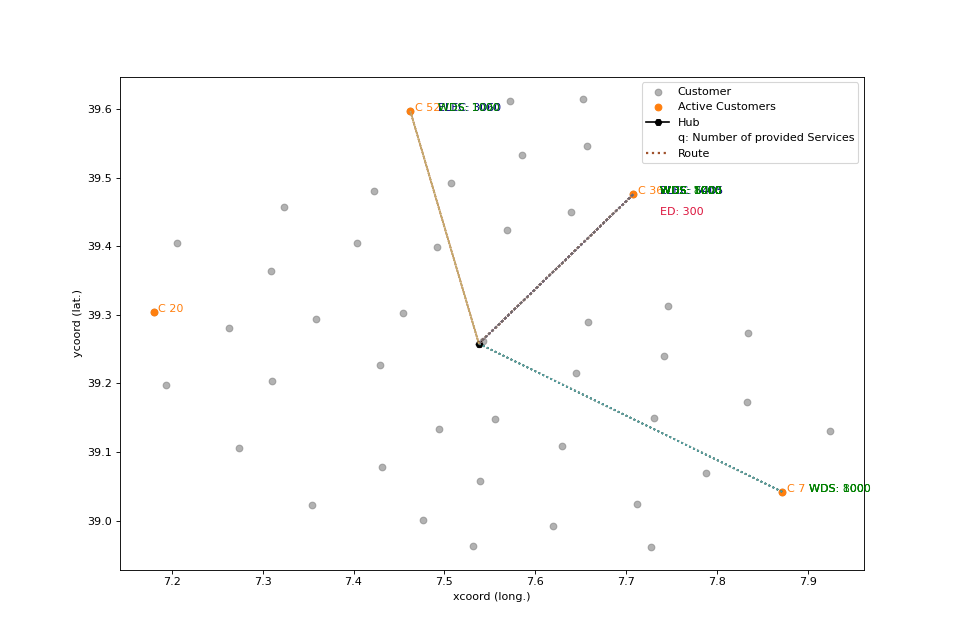 Customer
Active Customers
Hub
q: Number of provided Services
Route
39.6
39.5
39.4
39.3
39.2
39.1
39.0
ycoord (lat.)
C 52
C 36
ED: 300
C 20
C 7
WDS:
7.2 7.3 7.4 7.5 7.6 7.7 7.8 7.9
xcoord (long.)